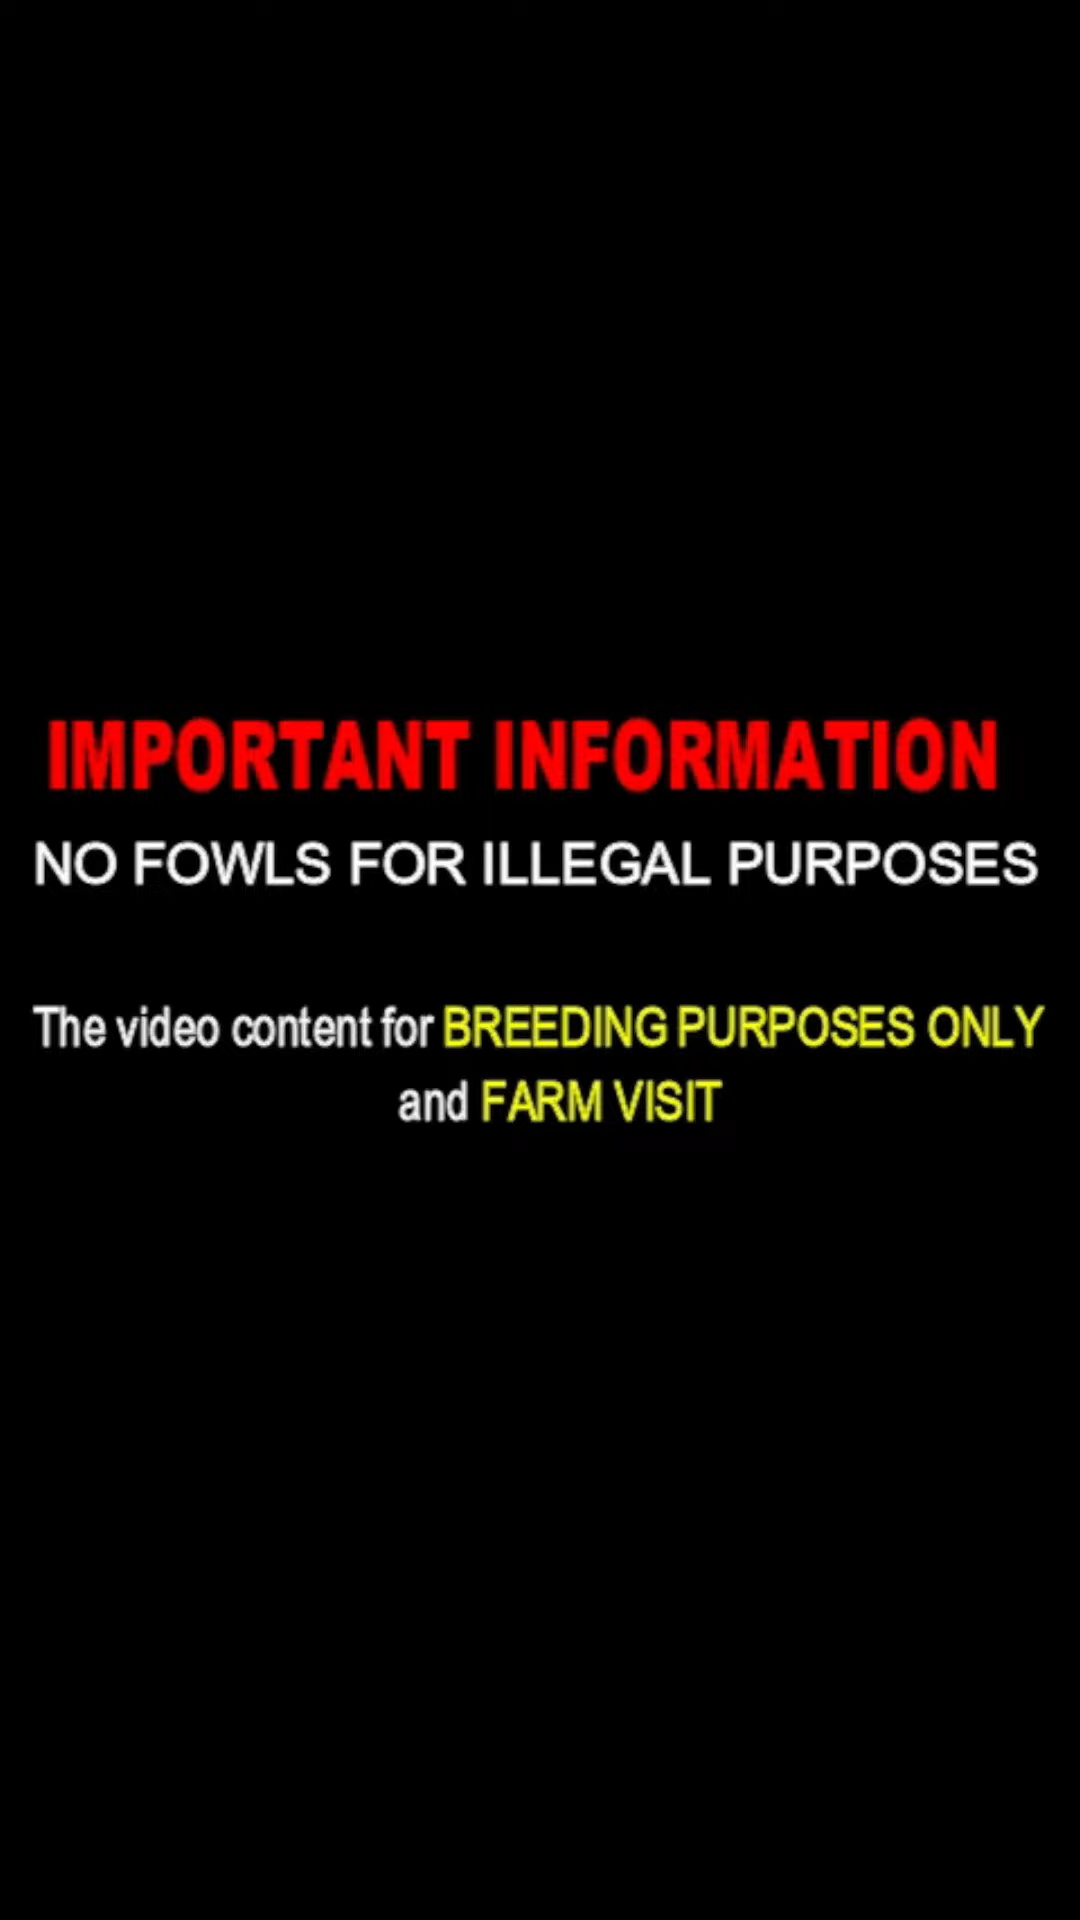 IMPORTANT INFORMATION
NO FOWLS FOR ILLEGAL PURPOSES
The video content for BREEDING PURPOSES ONLY
and FARM VISIT